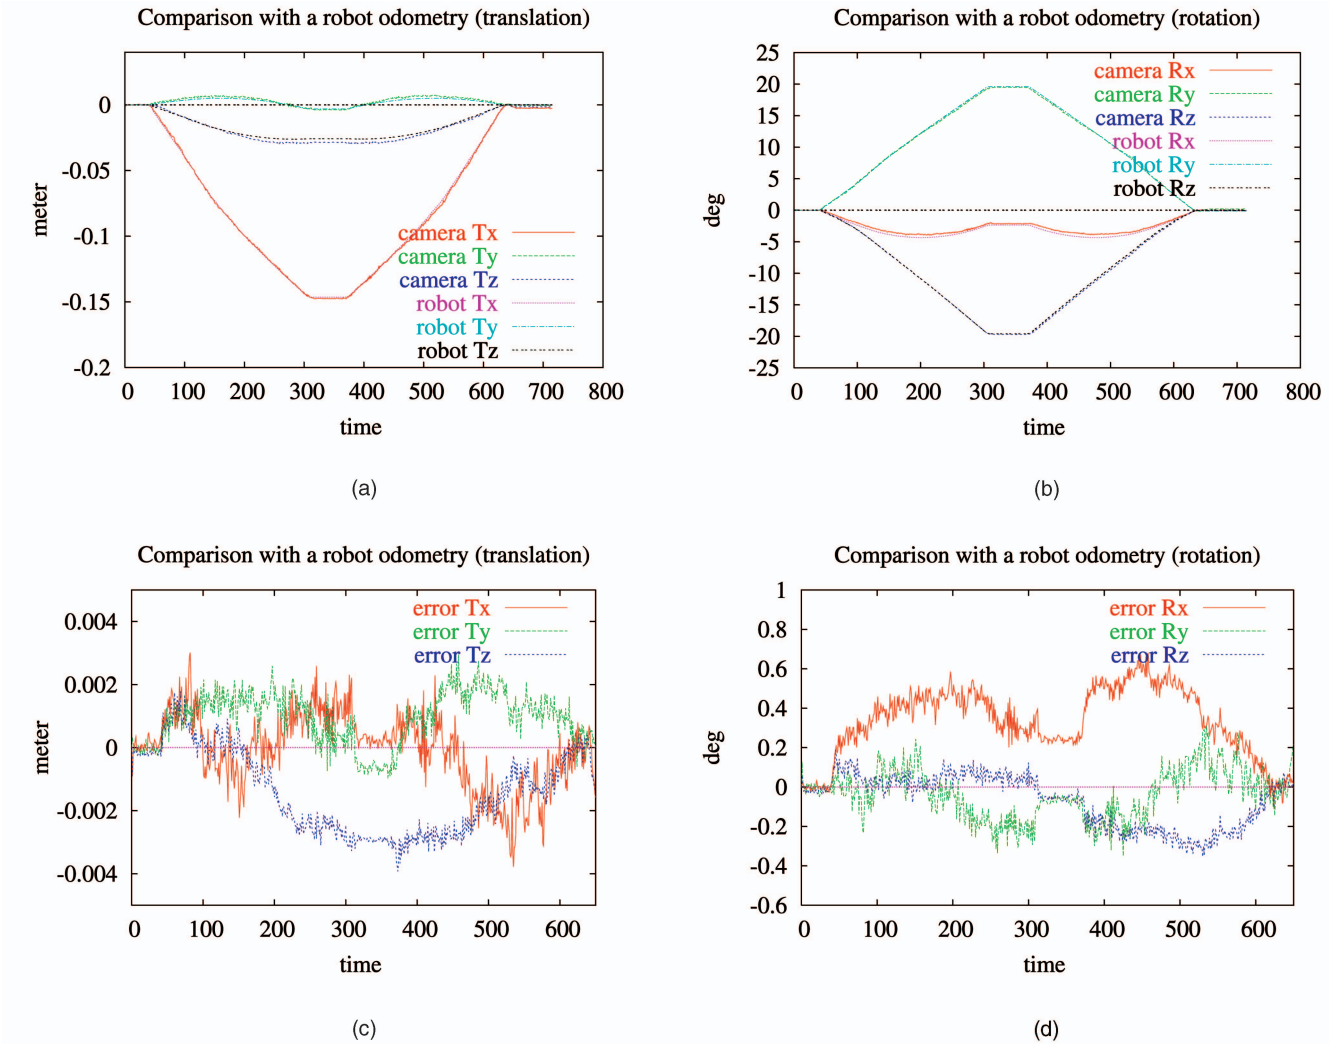 Comparison with a robot odometry (translation)
0
-0.05
-0.1
-0.15
-0.2
meter
camera Tx
camera Ty
camera Tz
robot Tx
robot Ty
robot Tz
0 100 200 300 400 500 600 700 800
time
(a)
Comparison with a robot odometry (rotation)
25
20
15
10
5
0
-5
-10
-15
-20
-25
deg
camera Rx
camera Ry
camera Rz
robot Rx
robot Ry
robot Rz
0 100 200 300 400 500 600 700 800
time
(b)
Comparison with a robot odometry (translation)
0.004
0.002
0
-0.002
-0.004
meter
error Tx
error Ty
error Tz
0 100 200 300 400 500 600
time
(c)
Comparison with a robot odometry (rotation)
1
0.8
0.6
0.4
0.2
0
-0.2
-0.4
-0.6
deg
error Rx
error Ry
error Rz
0 100 200 300 400 500 600
time
(d)